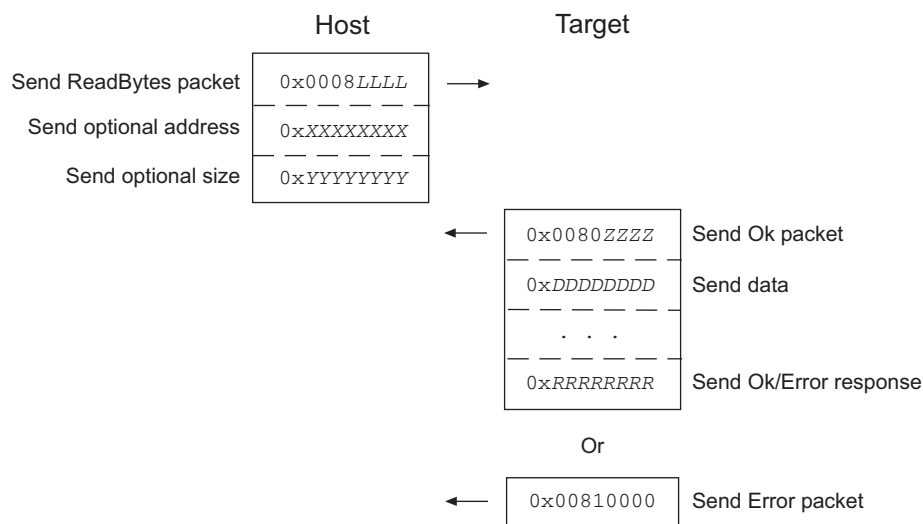 Host Target
Send ReadBytes packet 0x0008LLLL
Send optional address 0xXXXXXXXX
Send optional size 0xYYYYYYYY
0x0080ZZZZ Send Ok packet
0xDDDDDDDD Send data
. . .
0xRRRRRRRR Send Ok/Error response
Or
0x00810000 Send Error packet